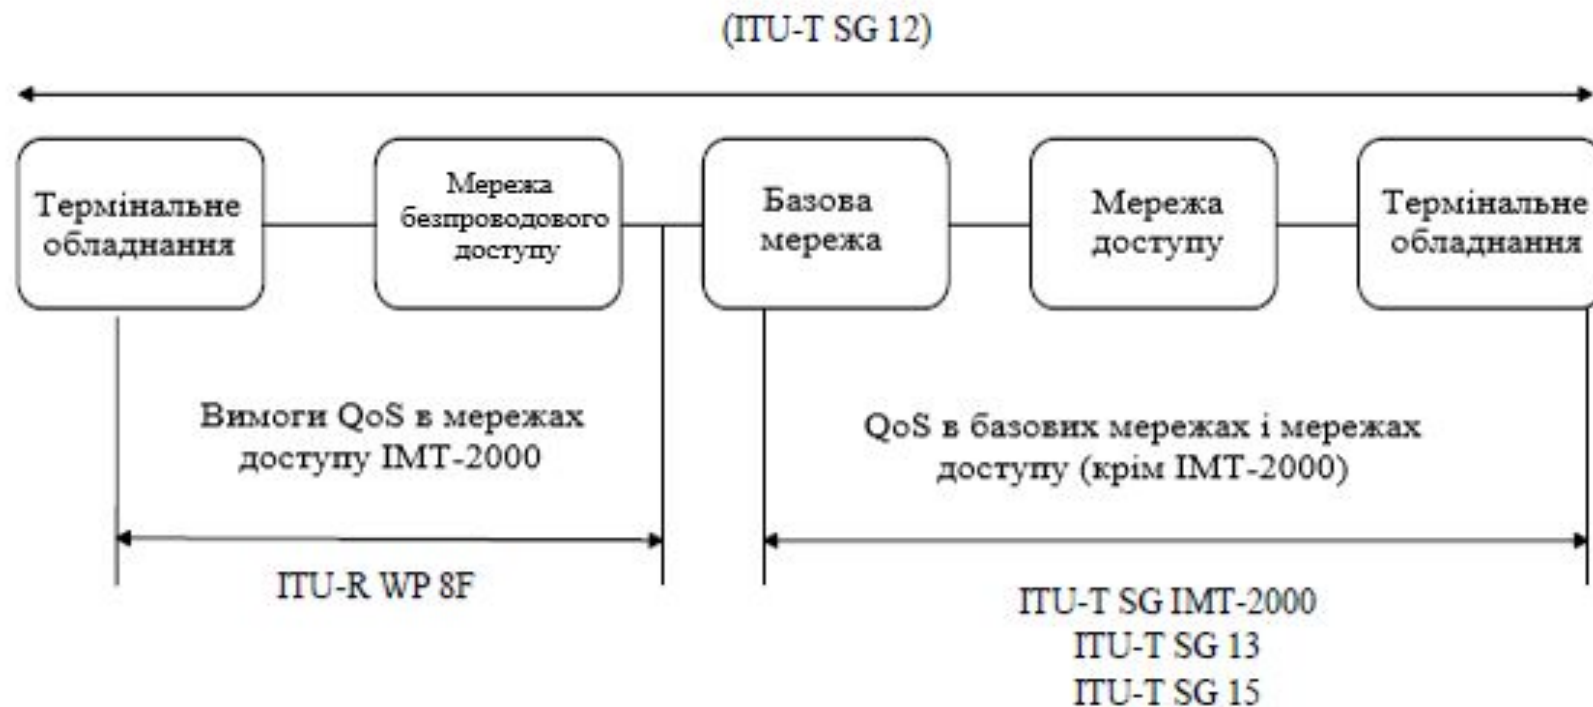 (ITU-T SG 12)
Термінальне
обладнання
Мережа
безпроводового
доступу
Базова
мережа
Мережа
доступу
Термінальне
обладнання
Вимоги QoS в мережах
доступу IMT-2000
QoS в базових мережах і мережах
доступу (крім IMT-2000)
ITU-R WP 8F
ITU-T SG IMT-2000
ITU-T SG 13
ITU-T SG 15